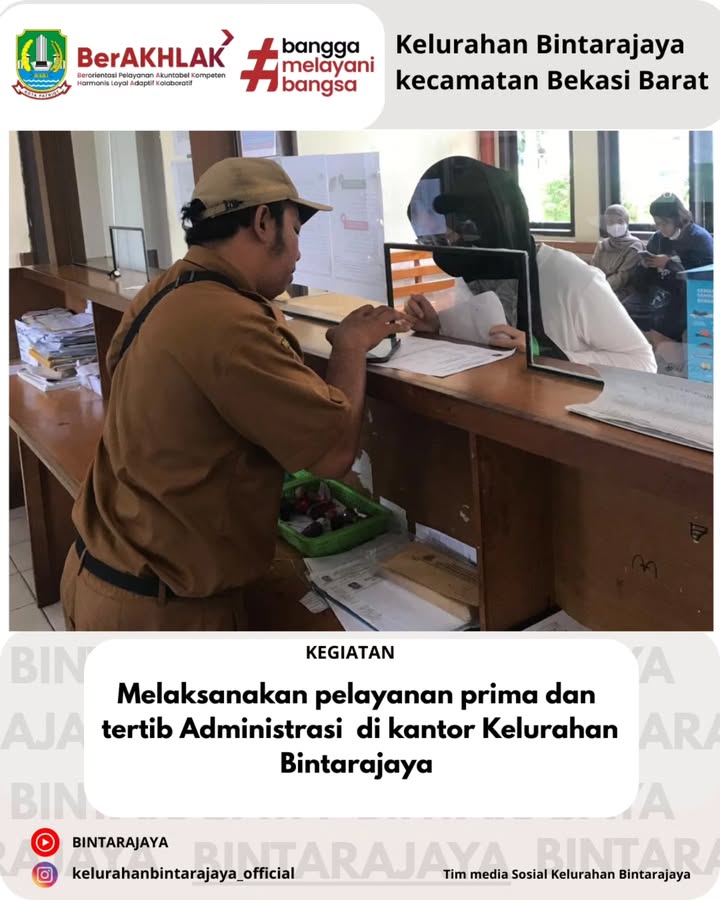 BerAKHLAK
Berorientasi Pelayanan Akuntabel Kompeten
Harmonis Loyal Adaptif Kolaboratif
#bangga
melayani
bangsa
Kelurahan Bintarajaya
kecamatan Bekasi Barat
KEGIATAN
Melaksanakan pelayanan prima dan
tertib Administrasi di kantor Kelurahan
Bintarajaya
BINTARAJAYA
kelurahanbintarajaya_official
BINTARAJAYA
Tim media Sosial Kelurahan Bintarajaya